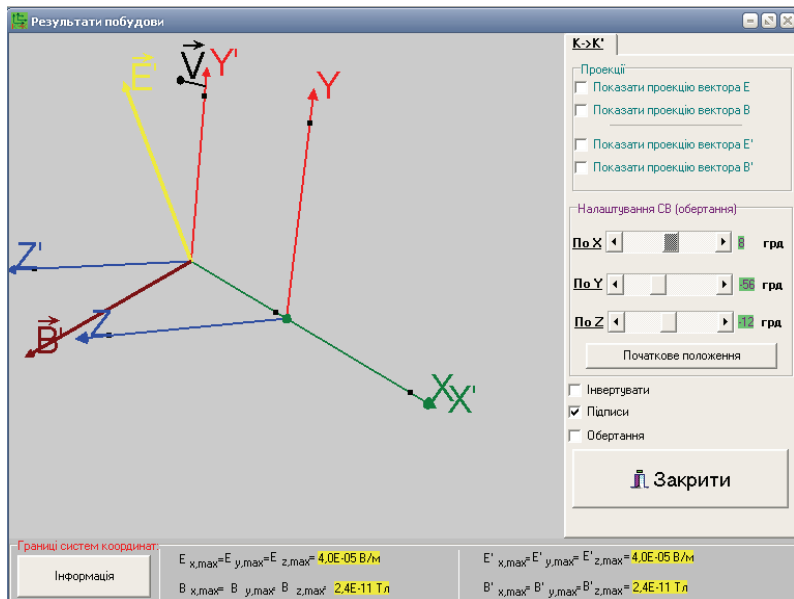 Результати побудови
E'
V
Y'
Y
Z'
Z
B'
X
X'
K->K'
Проекції
Показати проекцію вектора E
Показати проекцію вектора B
Показати проекцію вектора E'
Показати проекцію вектора B'
Налаштування СВ (обертання)
По X 8 грд
По Y -56 грд
По Z -12 грд
Початкове положення
Інвертувати
Підписи
Обертання
Закрити
Границі систем координат:
Інформація
E x,max=E y,max=E z,max= 4,0E-05 В/м
B x,max= B y,max= B z,max= 2,4E-11 Тл
E' x,max=E' y,max=E' z,max= 4,0E-05 В/м
B' x,max= B' y,max=B' z,max= 2,4E-11 Тл